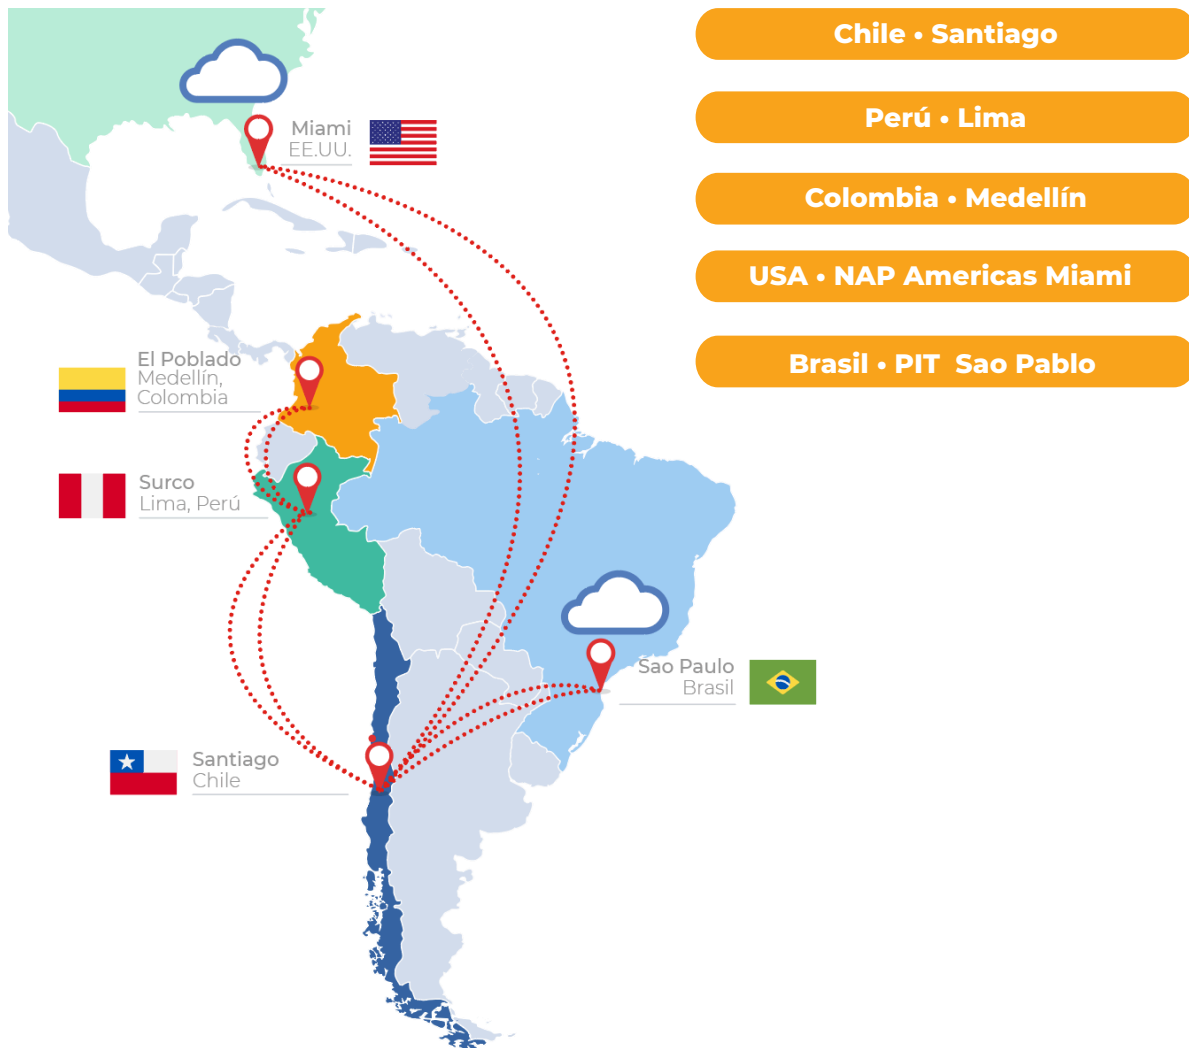 Chile • Santiago
Perú • Lima
Colombia • Medellín
USA • NAP Americas Miami
Brasil • PIT Sao Pablo
Miami
EE.UU.
El Poblado
Medellín,
Colombia
Surco
Lima, Perú
Sao Paulo
Brasil
Santiago
Chile